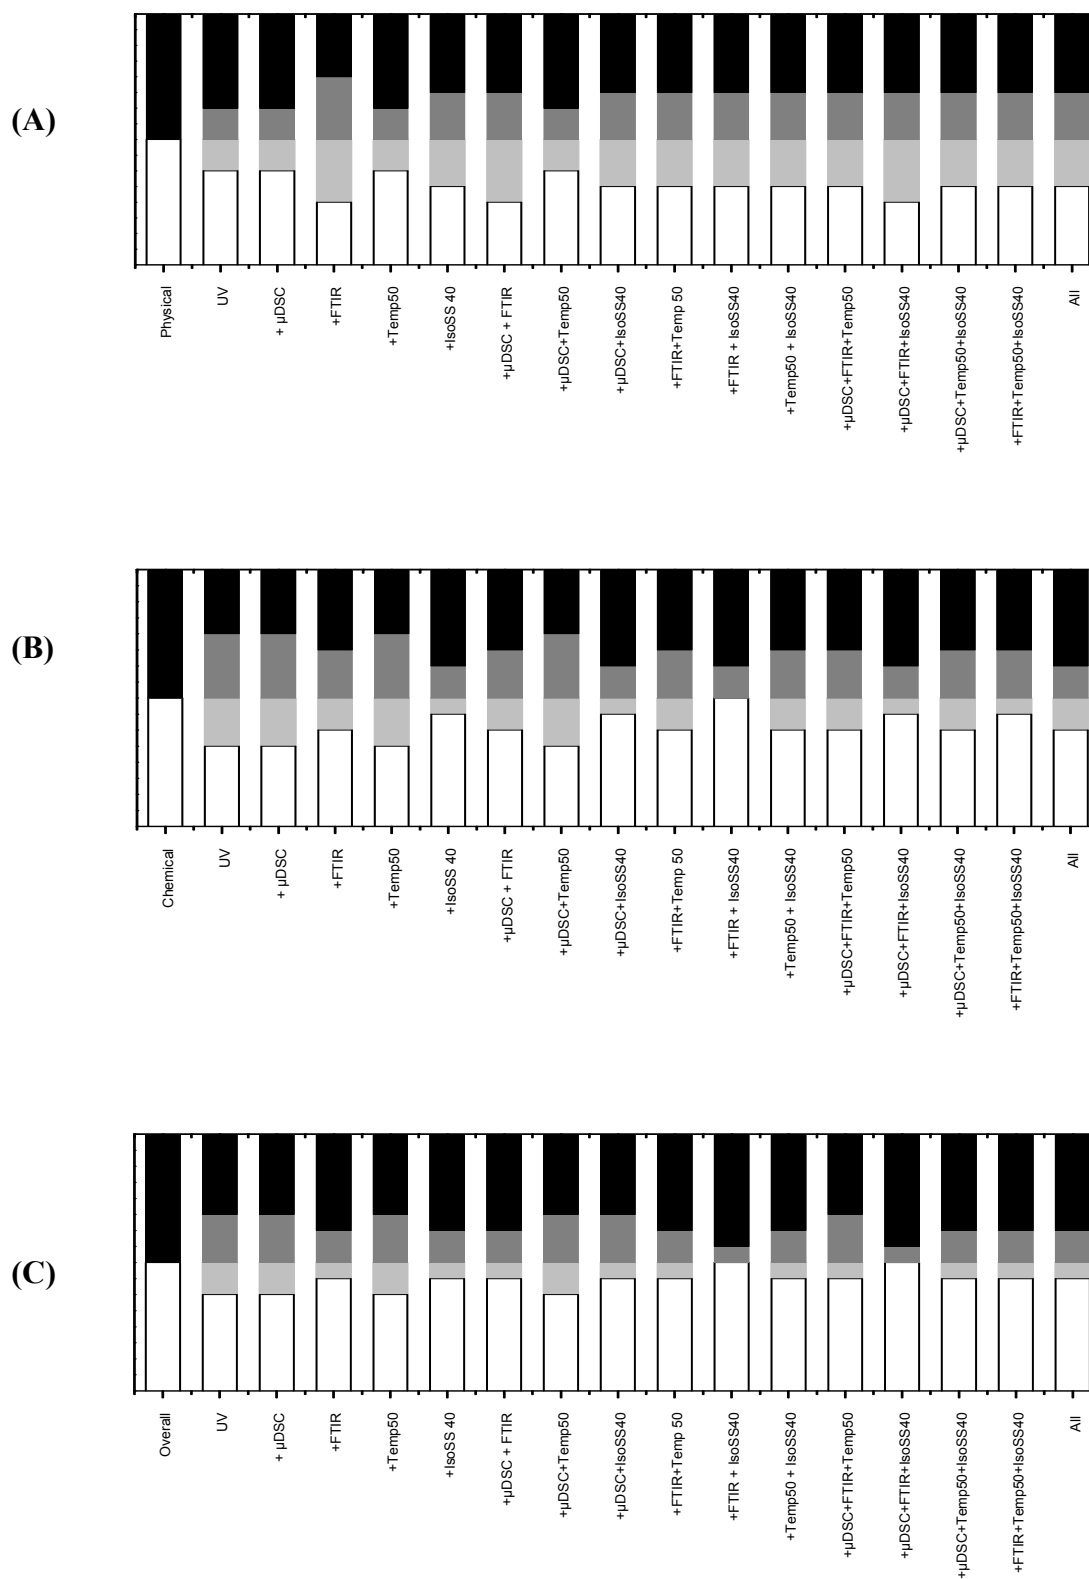 (A)
Physical
UV
+ µDSC
+FTIR
+Temp50
+IsoSS 40
+µDSC + FTIR
+µDSC+Temp50
+µDSC+IsoSS40
+FTIR+Temp 50
+FTIR + IsoSS40
+Temp50 + IsoSS40
+µDSC+FTIR+Temp50
+µDSC+FTIR+IsoSS40
+µDSC+Temp50+IsoSS40
+FTIR+Temp50+IsoSS40
All
(B)
Chemical
UV
+ µDSC
+FTIR
+Temp50
+IsoSS 40
+µDSC + FTIR
+µDSC+Temp50
+µDSC+IsoSS40
+FTIR+Temp 50
+FTIR + IsoSS40
+Temp50 + IsoSS40
+µDSC+FTIR+Temp50
+µDSC+FTIR+IsoSS40
+µDSC+Temp50+IsoSS40
+FTIR+Temp50+IsoSS40
All
(C)
Overall
UV
+ µDSC
+FTIR
+Temp50
+IsoSS 40
+µDSC + FTIR
+µDSC+Temp50
+µDSC+IsoSS40
+FTIR+Temp 50
+FTIR + IsoSS40
+Temp50 + IsoSS40
+µDSC+FTIR+Temp50
+µDSC+FTIR+IsoSS40
+µDSC+Temp50+IsoSS40
+FTIR+Temp50+IsoSS40
All